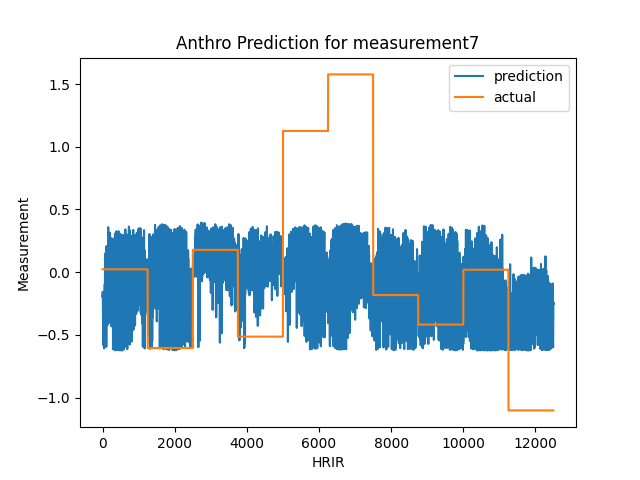 Anthro Prediction for measurement7
prediction
actual
Measurement
1.5
1.0
0.5
0.0
−0.5
−1.0
0 2000 4000 6000 8000 10000 12000
HRIR